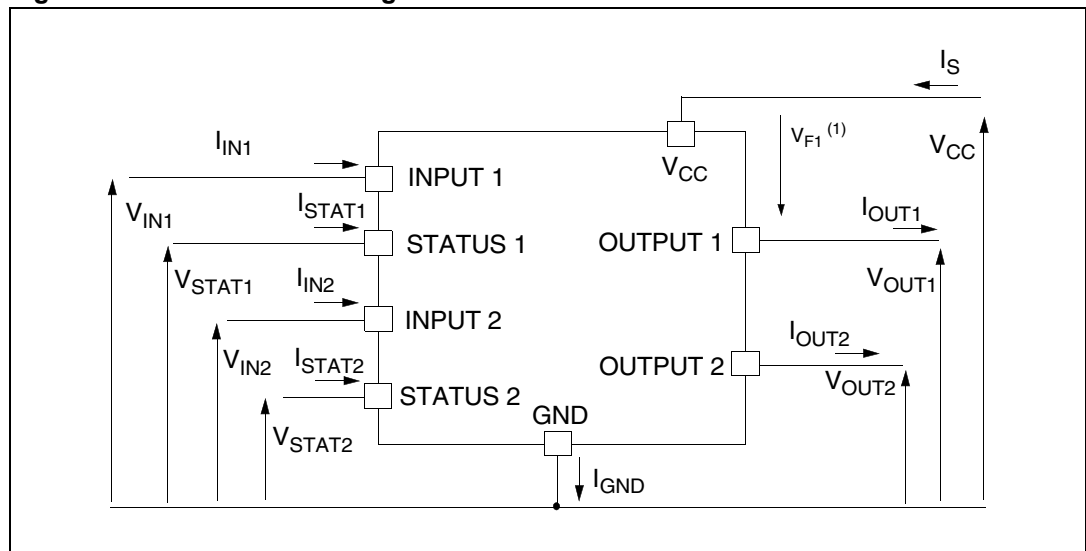 I_S
V_F1 (1)
V_CC
V_CC
I_IN1
INPUT 1
V_IN1
I_STAT1
STATUS 1
V_STAT1
I_IN2
INPUT 2
V_IN2
I_STAT2
STATUS 2
V_STAT2
OUTPUT 1
I_OUT1
V_OUT1
OUTPUT 2
I_OUT2
V_OUT2
GND
I_GND